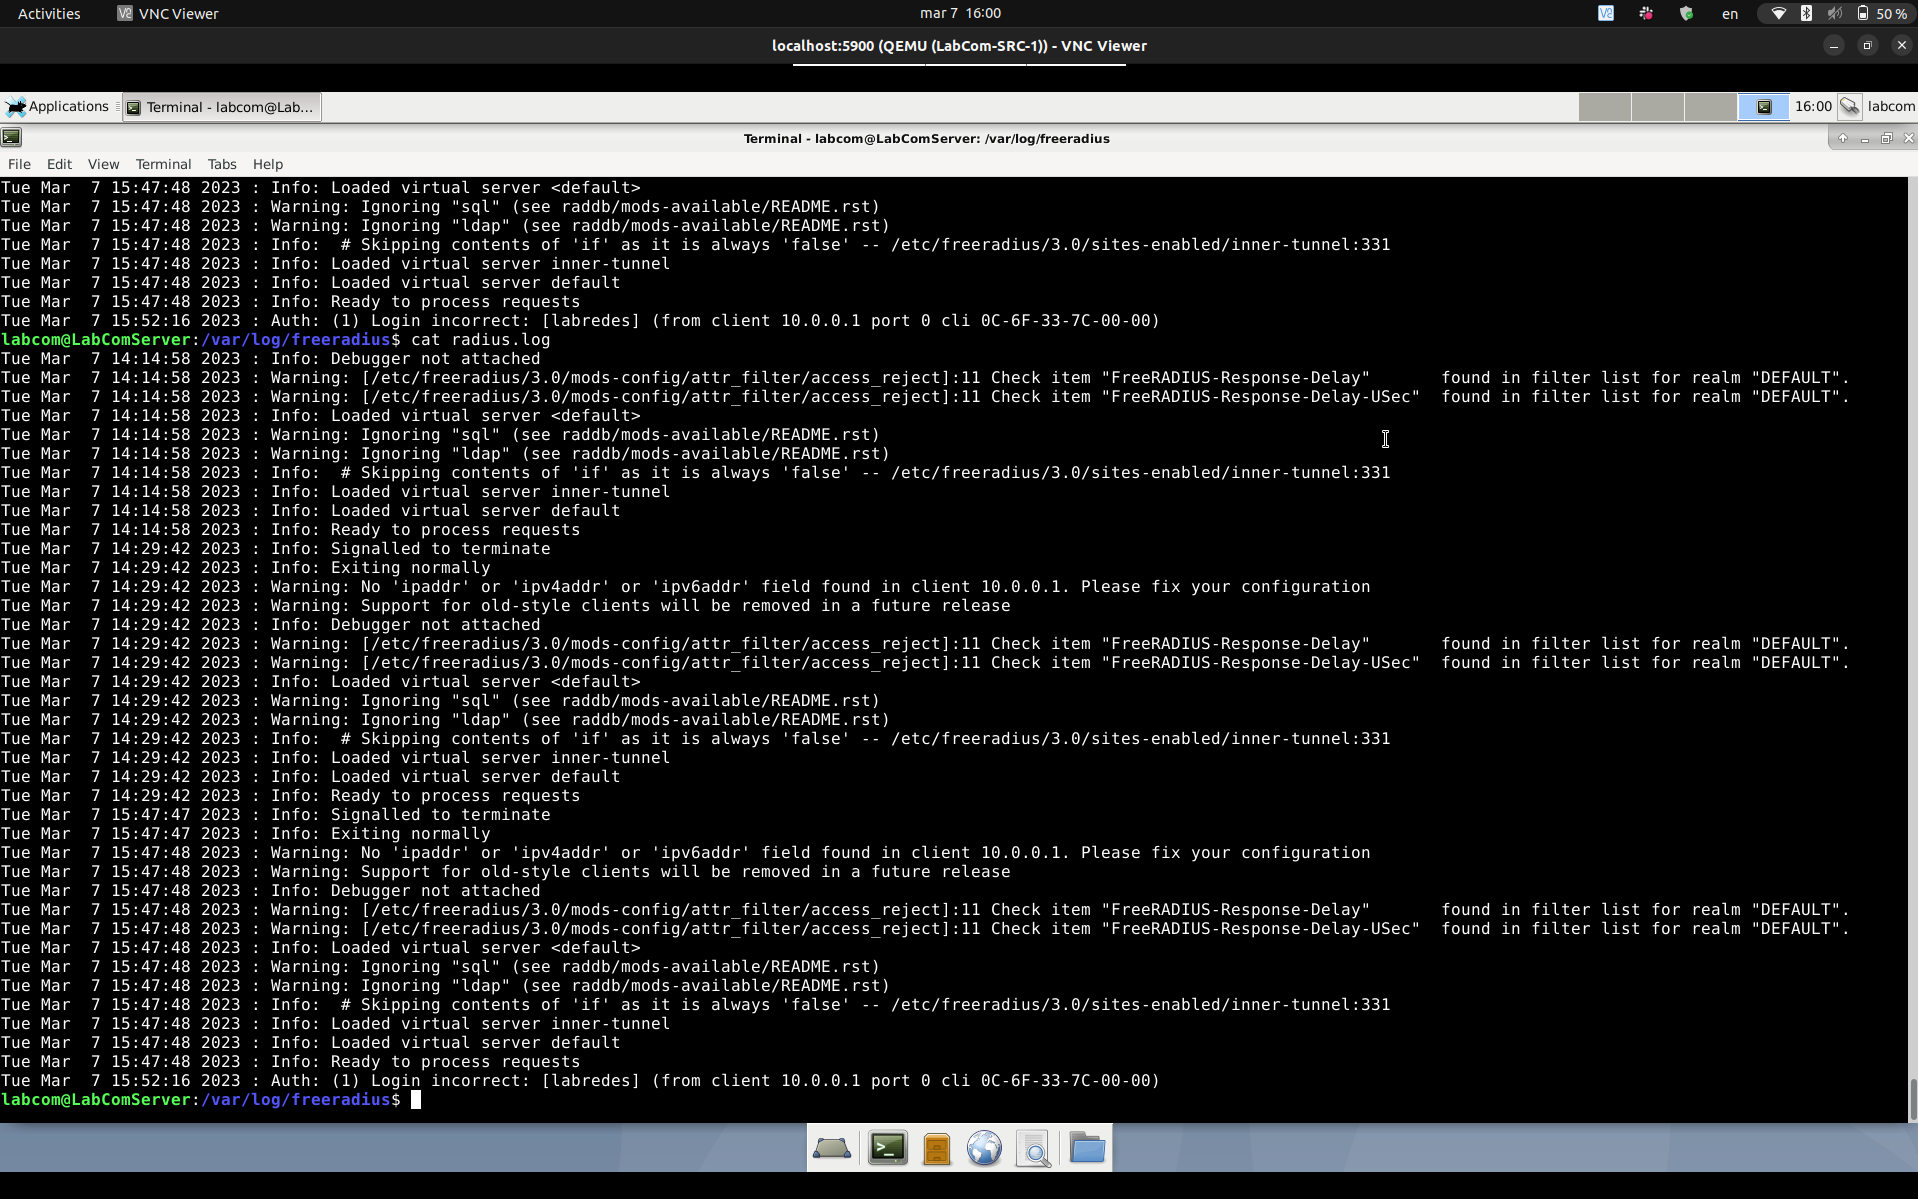 Activities VNC Viewer mar 7 16:00 en 50 %
localhost:5900 (QEMU (LabCom-SRC-1)) - VNC Viewer
Applications Terminal - labcom@Lab... 16:00 labcom
Terminal - labcom@LabComServer: /var/log/freeradius
File Edit View Terminal Tabs Help
Tue Mar  7 15:47:48 2023 : Info: Loaded virtual server <default>
Tue Mar  7 15:47:48 2023 : Warning: Ignoring "sql" (see raddb/mods-available/README.rst)
Tue Mar  7 15:47:48 2023 : Warning: Ignoring "ldap" (see raddb/mods-available/README.rst)
Tue Mar  7 15:47:48 2023 : Info:  # Skipping contents of 'if' as it is always 'false' -- /etc/freeradius/3.0/sites-enabled/inner-tunnel:331
Tue Mar  7 15:47:48 2023 : Info: Loaded virtual server inner-tunnel
Tue Mar  7 15:47:48 2023 : Info: Loaded virtual server default
Tue Mar  7 15:47:48 2023 : Info: Ready to process requests
Tue Mar  7 15:52:16 2023 : Auth: (1) Login incorrect: [labredes] (from client 10.0.0.1 port 0 cli 0C-6F-33-7C-00-00)
labcom@LabComServer:/var/log/freeradius$ cat radius.log
Tue Mar  7 14:14:58 2023 : Info: Debugger not attached
Tue Mar  7 14:14:58 2023 : Warning: [/etc/freeradius/3.0/mods-config/attr_filter/access_reject]:11 Check item "FreeRADIUS-Response-Delay"       found in filter list for realm "DEFAULT".
Tue Mar  7 14:14:58 2023 : Warning: [/etc/freeradius/3.0/mods-config/attr_filter/access_reject]:11 Check item "FreeRADIUS-Response-Delay-USec"  found in filter list for realm "DEFAULT".
Tue Mar  7 14:14:58 2023 : Info: Loaded virtual server <default>
Tue Mar  7 14:14:58 2023 : Warning: Ignoring "sql" (see raddb/mods-available/README.rst)
Tue Mar  7 14:14:58 2023 : Warning: Ignoring "ldap" (see raddb/mods-available/README.rst)
Tue Mar  7 14:14:58 2023 : Info:  # Skipping contents of 'if' as it is always 'false' -- /etc/freeradius/3.0/sites-enabled/inner-tunnel:331
Tue Mar  7 14:14:58 2023 : Info: Loaded virtual server inner-tunnel
Tue Mar  7 14:14:58 2023 : Info: Loaded virtual server default
Tue Mar  7 14:14:58 2023 : Info: Ready to process requests
Tue Mar  7 14:29:42 2023 : Info: Signalled to terminate
Tue Mar  7 14:29:42 2023 : Info: Exiting normally
Tue Mar  7 14:29:42 2023 : Warning: No 'ipaddr' or 'ipv4addr' or 'ipv6addr' field found in client 10.0.0.1. Please fix your configuration
Tue Mar  7 14:29:42 2023 : Warning: Support for old-style clients will be removed in a future release
Tue Mar  7 14:29:42 2023 : Info: Debugger not attached
Tue Mar  7 14:29:42 2023 : Warning: [/etc/freeradius/3.0/mods-config/attr_filter/access_reject]:11 Check item "FreeRADIUS-Response-Delay"       found in filter list for realm "DEFAULT".
Tue Mar  7 14:29:42 2023 : Warning: [/etc/freeradius/3.0/mods-config/attr_filter/access_reject]:11 Check item "FreeRADIUS-Response-Delay-USec"  found in filter list for realm "DEFAULT".
Tue Mar  7 14:29:42 2023 : Info: Loaded virtual server <default>
Tue Mar  7 14:29:42 2023 : Warning: Ignoring "sql" (see raddb/mods-available/README.rst)
Tue Mar  7 14:29:42 2023 : Warning: Ignoring "ldap" (see raddb/mods-available/README.rst)
Tue Mar  7 14:29:42 2023 : Info:  # Skipping contents of 'if' as it is always 'false' -- /etc/freeradius/3.0/sites-enabled/inner-tunnel:331
Tue Mar  7 14:29:42 2023 : Info: Loaded virtual server inner-tunnel
Tue Mar  7 14:29:42 2023 : Info: Loaded virtual server default
Tue Mar  7 14:29:42 2023 : Info: Ready to process requests
Tue Mar  7 15:47:47 2023 : Info: Signalled to terminate
Tue Mar  7 15:47:47 2023 : Info: Exiting normally
Tue Mar  7 15:47:48 2023 : Warning: No 'ipaddr' or 'ipv4addr' or 'ipv6addr' field found in client 10.0.0.1. Please fix your configuration
Tue Mar  7 15:47:48 2023 : Warning: Support for old-style clients will be removed in a future release
Tue Mar  7 15:47:48 2023 : Info: Debugger not attached
Tue Mar  7 15:47:48 2023 : Warning: [/etc/freeradius/3.0/mods-config/attr_filter/access_reject]:11 Check item "FreeRADIUS-Response-Delay"       found in filter list for realm "DEFAULT".
Tue Mar  7 15:47:48 2023 : Warning: [/etc/freeradius/3.0/mods-config/attr_filter/access_reject]:11 Check item "FreeRADIUS-Response-Delay-USec"  found in filter list for realm "DEFAULT".
Tue Mar  7 15:47:48 2023 : Info: Loaded virtual server <default>
Tue Mar  7 15:47:48 2023 : Warning: Ignoring "sql" (see raddb/mods-available/README.rst)
Tue Mar  7 15:47:48 2023 : Warning: Ignoring "ldap" (see raddb/mods-available/README.rst)
Tue Mar  7 15:47:48 2023 : Info:  # Skipping contents of 'if' as it is always 'false' -- /etc/freeradius/3.0/sites-enabled/inner-tunnel:331
Tue Mar  7 15:47:48 2023 : Info: Loaded virtual server inner-tunnel
Tue Mar  7 15:47:48 2023 : Info: Loaded virtual server default
Tue Mar  7 15:47:48 2023 : Info: Ready to process requests
Tue Mar  7 15:52:16 2023 : Auth: (1) Login incorrect: [labredes] (from client 10.0.0.1 port 0 cli 0C-6F-33-7C-00-00)
labcom@LabComServer:/var/log/freeradius$